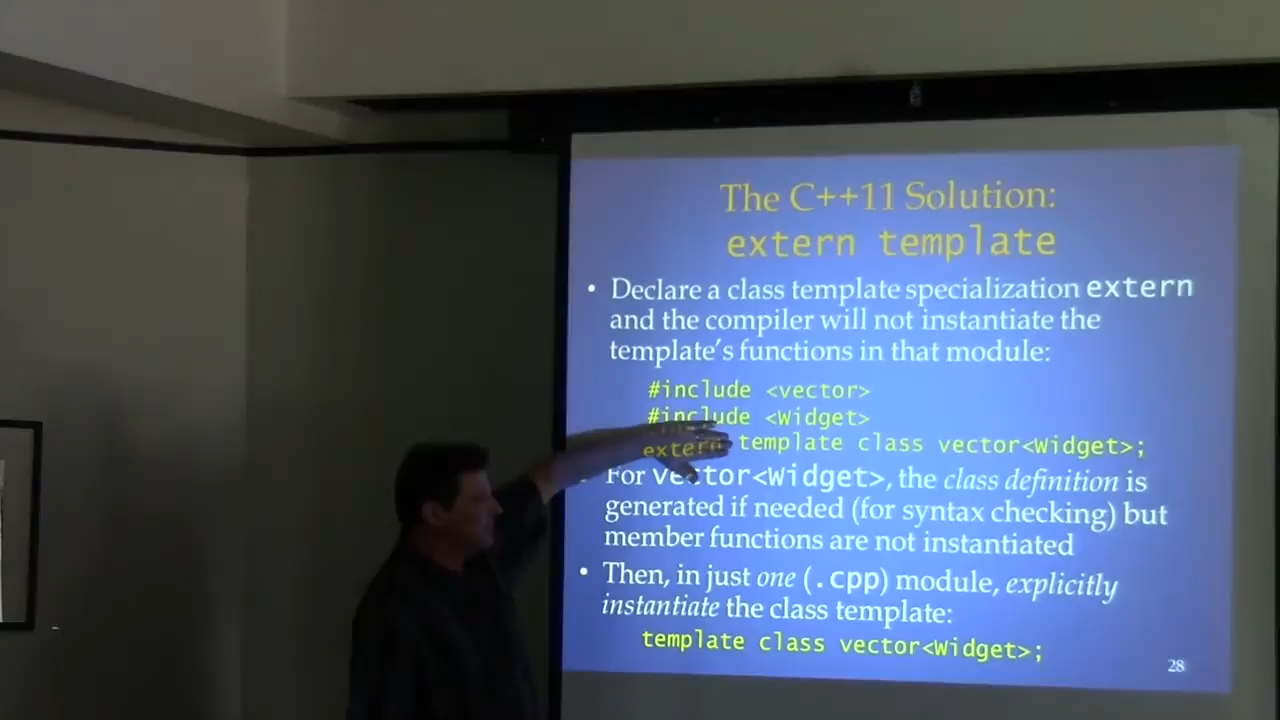 The C++11 Solution:
extern template
• Declare a class template specialization extern
and the compiler will not instantiate the
template's functions in that module:
#include <vector>
#include <Widget>
extern template class vector<Widget>;
For vector<Widget>, the class definition is
generated if needed (for syntax checking) but
member functions are not instantiated
• Then, in just one (.cpp) module, explicitly
instantiate the class template:
template class vector<Widget>;
28